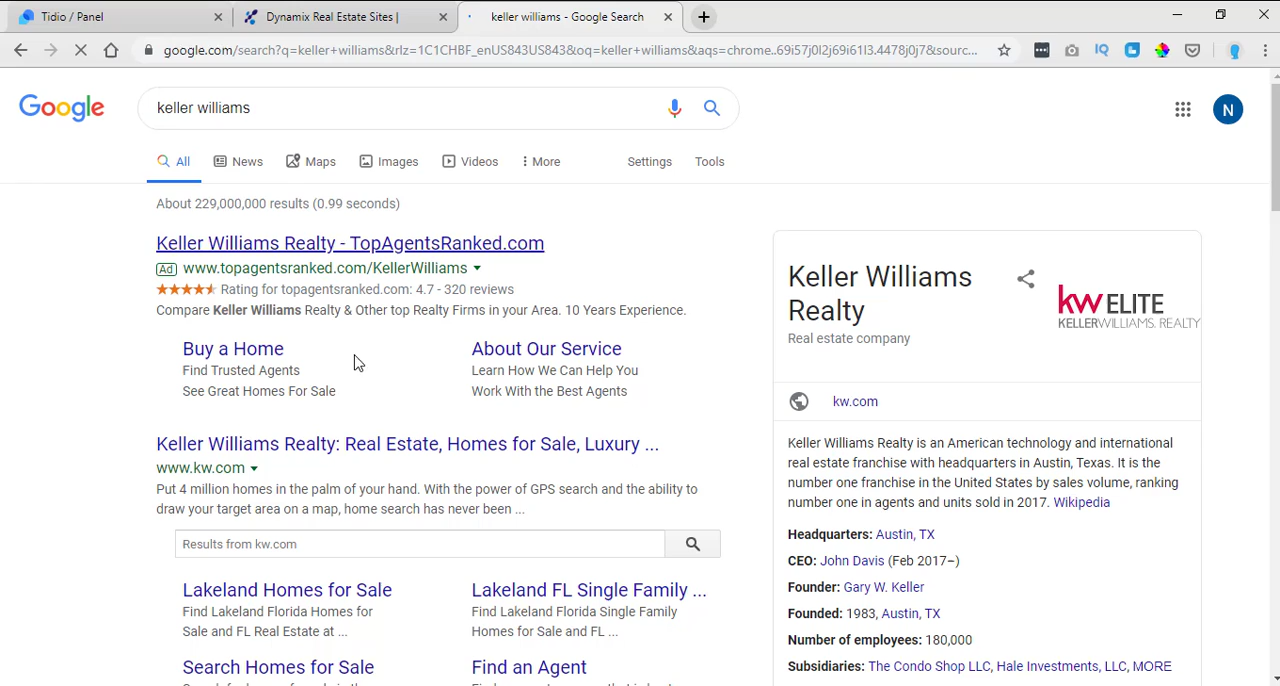 Tidio / Panel
Dynamix Real Estate Sites |
keller williams - Google Search
google.com/search?q=keller+williams&rlz=1C1CHBF_enUS843US843&oq=keller+williams&aqs=chrome..69i57j0l2j69i61l3.4478j0j7&sourc...
IQ
Google
keller williams
N
All
News
Maps
Images
Videos
More
Settings
Tools
About 229,000,000 results (0.99 seconds)
Keller Williams Realty - TopAgentsRanked.com
Ad www.topagentsranked.com/KellerWilliams
Rating for topagentsranked.com: 4.7 - 320 reviews
Compare Keller Williams Realty & Other top Realty Firms in your Area. 10 Years Experience.
Buy a Home
Find Trusted Agents
See Great Homes For Sale
About Our Service
Learn How We Can Help You
Work With the Best Agents
Keller Williams Realty: Real Estate, Homes for Sale, Luxury ...
www.kw.com
Put 4 million homes in the palm of your hand. With the power of GPS search and the ability to
draw your target area on a map, home search has never been ...
Results from kw.com
Lakeland Homes for Sale
Find Lakeland Florida Homes for
Sale and FL Real Estate at ...
Lakeland FL Single Family ...
Find Lakeland Florida Single Family
Homes for Sale and FL ...
Search Homes for Sale
Find an Agent
Keller Williams
Realty
Real estate company
kw ELITE
KELLERWILLIAMS. REALTY
kw.com
Keller Williams Realty is an American technology and international
real estate franchise with headquarters in Austin, Texas. It is the
number one franchise in the United States by sales volume, ranking
number one in agents and units sold in 2017. Wikipedia
Headquarters: Austin, TX
CEO: John Davis (Feb 2017–)
Founder: Gary W. Keller
Founded: 1983, Austin, TX
Number of employees: 180,000
Subsidiaries: The Condo Shop LLC, Hale Investments, LLC, MORE